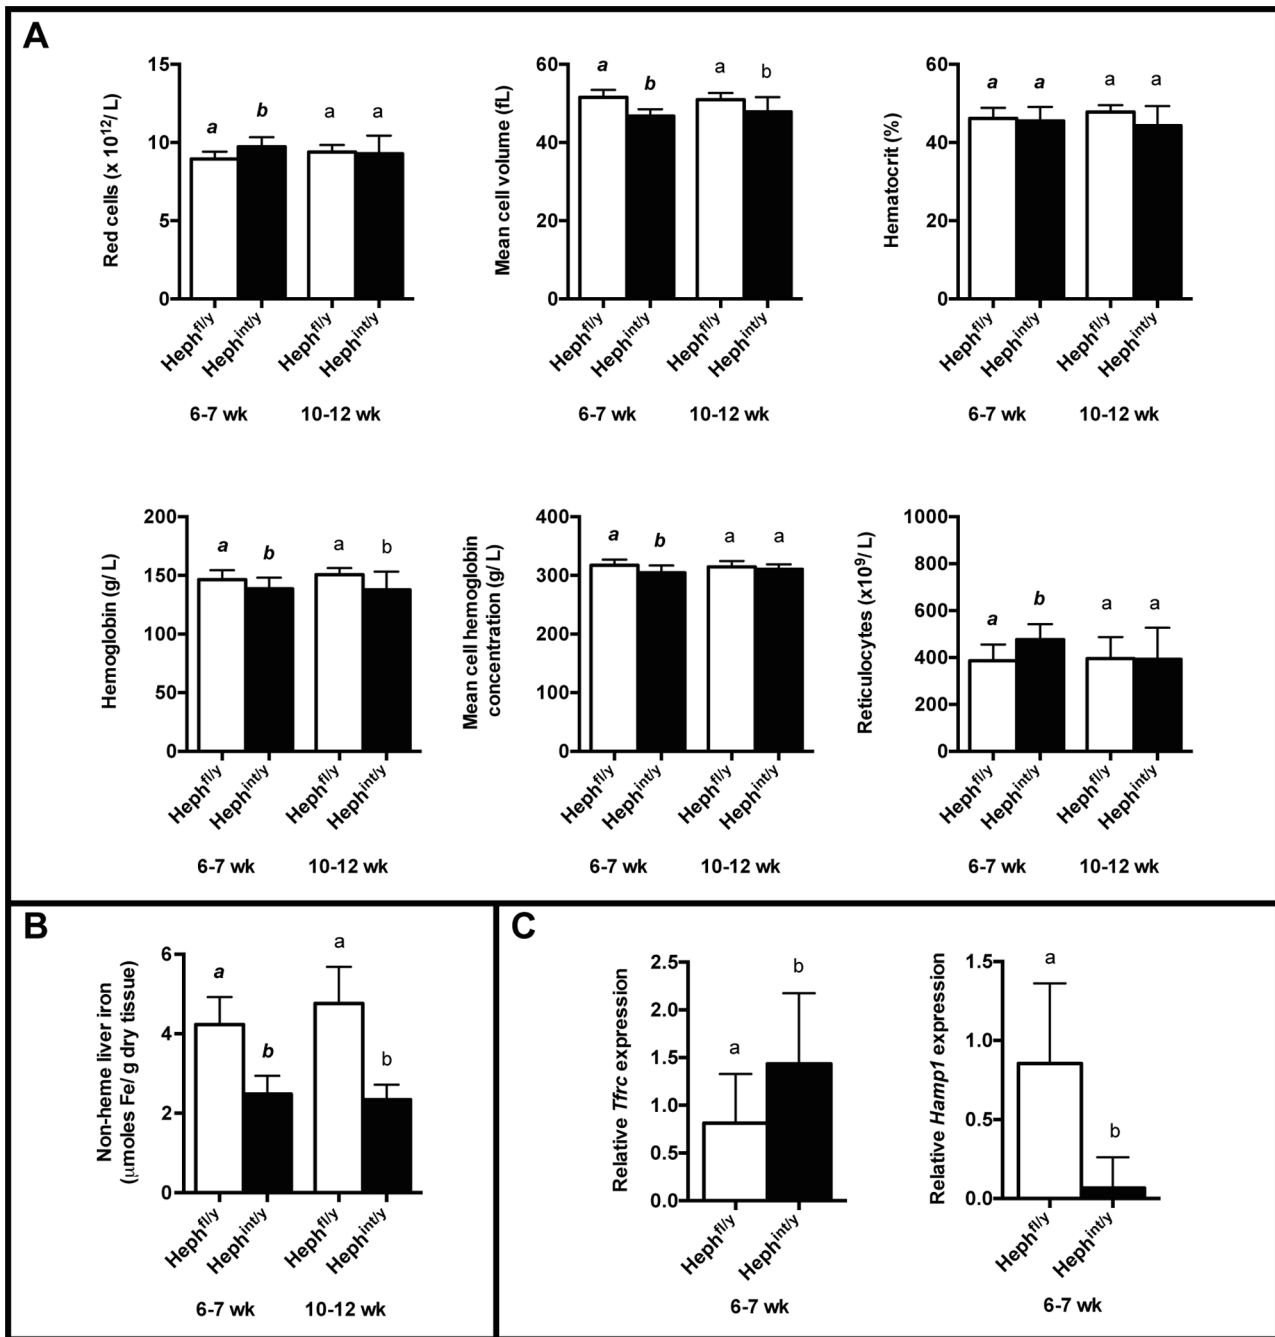 A
Red cells (x 10¹²/ L)
15
10
5
0
a
b
a
a
Heph^fl/y
Heph^int/y
Heph^fl/y
Heph^int/y
6-7 wk
10-12 wk
Mean cell volume (fL)
60
40
20
0
a
b
a
b
Heph^fl/y
Heph^int/y
Heph^fl/y
Heph^int/y
6-7 wk
10-12 wk
Hematocrit (%)
60
40
20
0
a
a
a
a
Heph^fl/y
Heph^int/y
Heph^fl/y
Heph^int/y
6-7 wk
10-12 wk
Hemoglobin (g/ L)
200
150
100
50
0
a
b
a
b
Heph^fl/y
Heph^int/y
Heph^fl/y
Heph^int/y
6-7 wk
10-12 wk
Mean cell hemoglobin
concentration (g/ L)
400
300
200
100
0
a
b
a
a
Heph^fl/y
Heph^int/y
Heph^fl/y
Heph^int/y
6-7 wk
10-12 wk
Reticulocytes (x10⁹/ L)
1000
800
600
400
200
0
a
b
a
a
Heph^fl/y
Heph^int/y
Heph^fl/y
Heph^int/y
6-7 wk
10-12 wk
B
Non-heme liver iron
(μmoles Fe/ g dry tissue)
6
4
2
0
a
b
a
b
Heph^fl/y
Heph^int/y
Heph^fl/y
Heph^int/y
6-7 wk
10-12 wk
C
Relative Tfrc expression
2.5
2.0
1.5
1.0
0.5
0.0
a
b
Heph^fl/y
Heph^int/y
6-7 wk
Relative Hamp1 expression
1.5
1.0
0.5
0.0
a
b
Heph^fl/y
Heph^int/y
6-7 wk